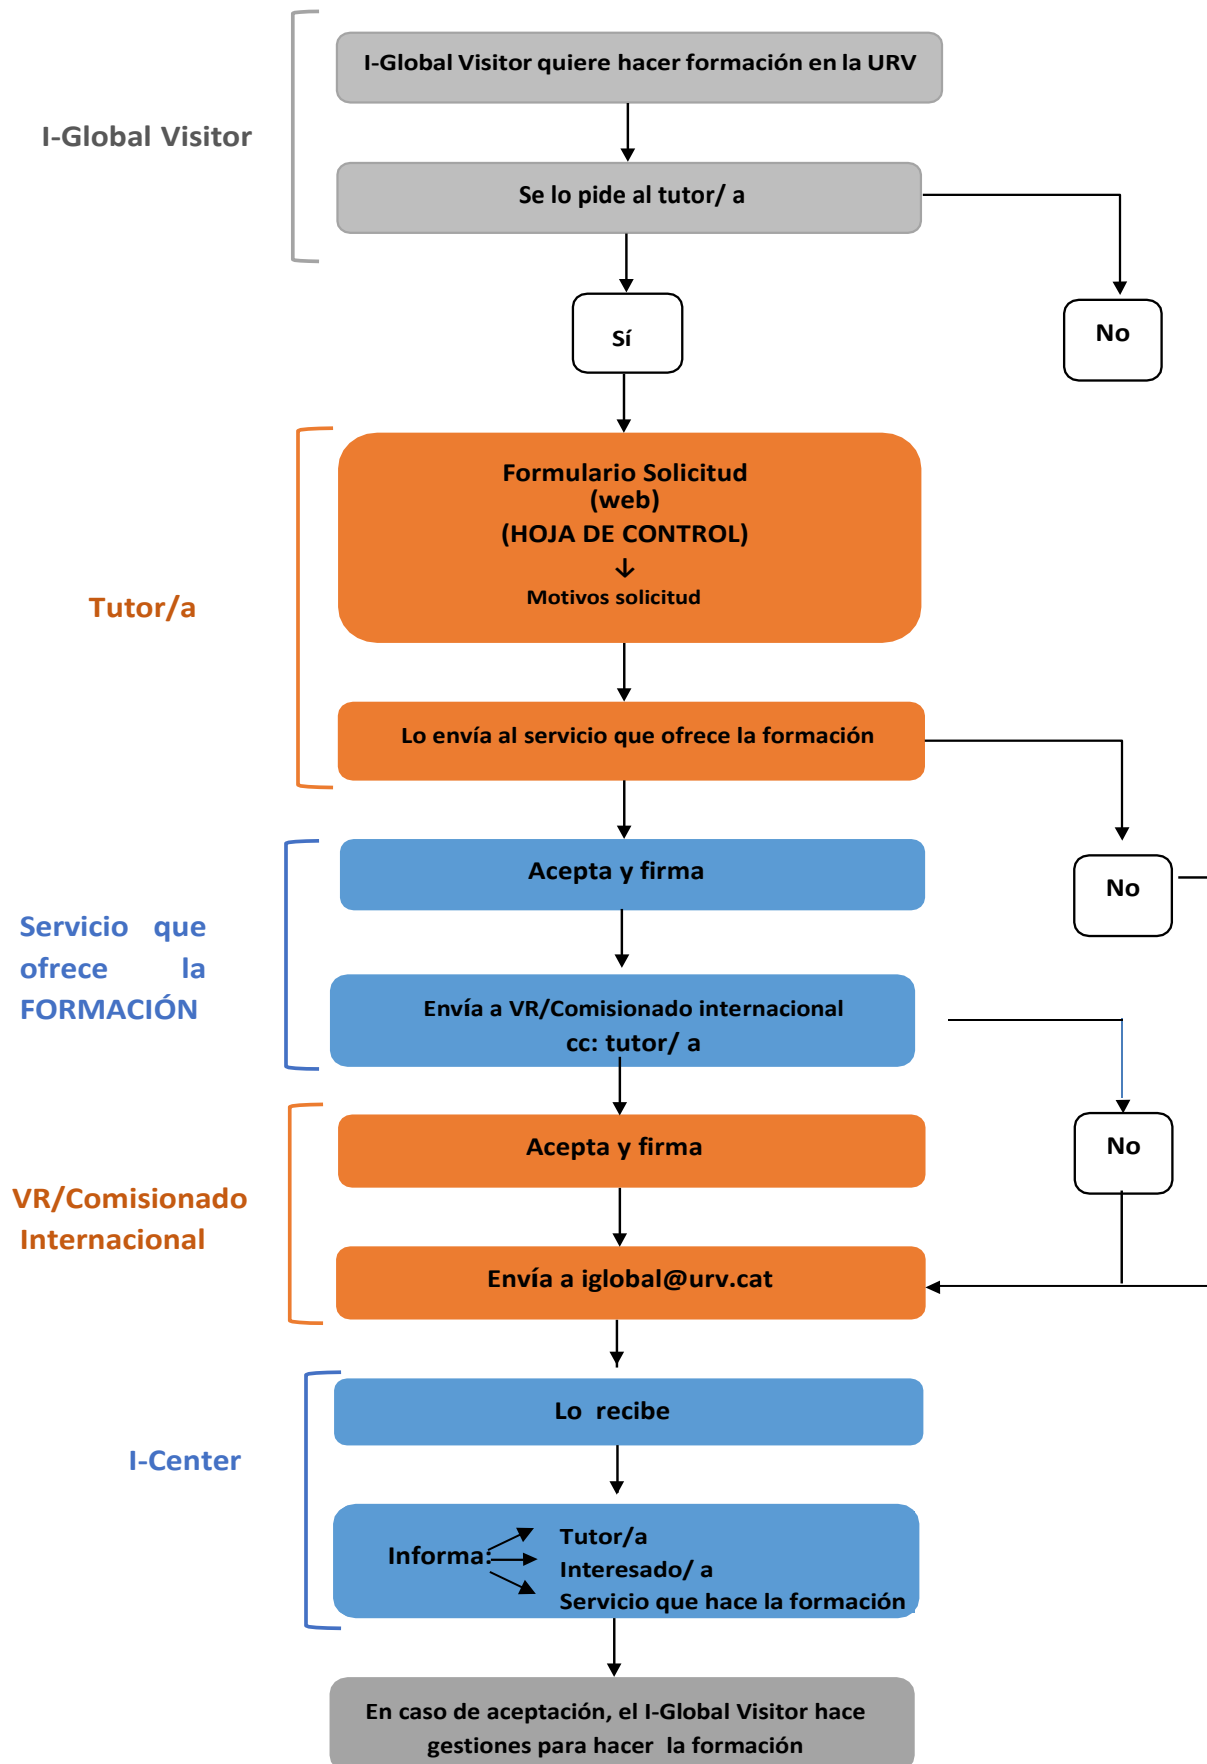 I-Global Visitor quiere hacer formación en la URV
I-Global Visitor
Se lo pide al tutor/ a
Sí
No
Formulario Solicitud
(web)
(HOJA DE CONTROL)
↓
Motivos solicitud
Tutor/a
Lo envía al servicio que ofrece la formación
Acepta y firma
No
Servicio que
ofrece la
FORMACIÓN
Envía a VR/Comisionado internacional
cc: tutor/ a
Acepta y firma
No
VR/Comisionado
Internacional
Envía a iglobal@urv.cat
Lo recibe
I-Center
Informa:
Tutor/a
Interesado/ a
Servicio que hace la formación
En caso de aceptación, el I-Global Visitor hace
gestiones para hacer la formación